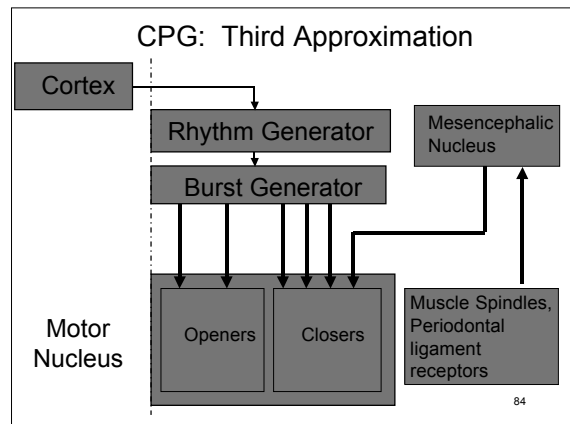 CPG: Third Approximation
Cortex
Rhythm Generator
Mesencephalic
Nucleus
Burst Generator
Motor
Nucleus
Openers
Closers
Muscle Spindles,
Periodontal
ligament
receptors
84